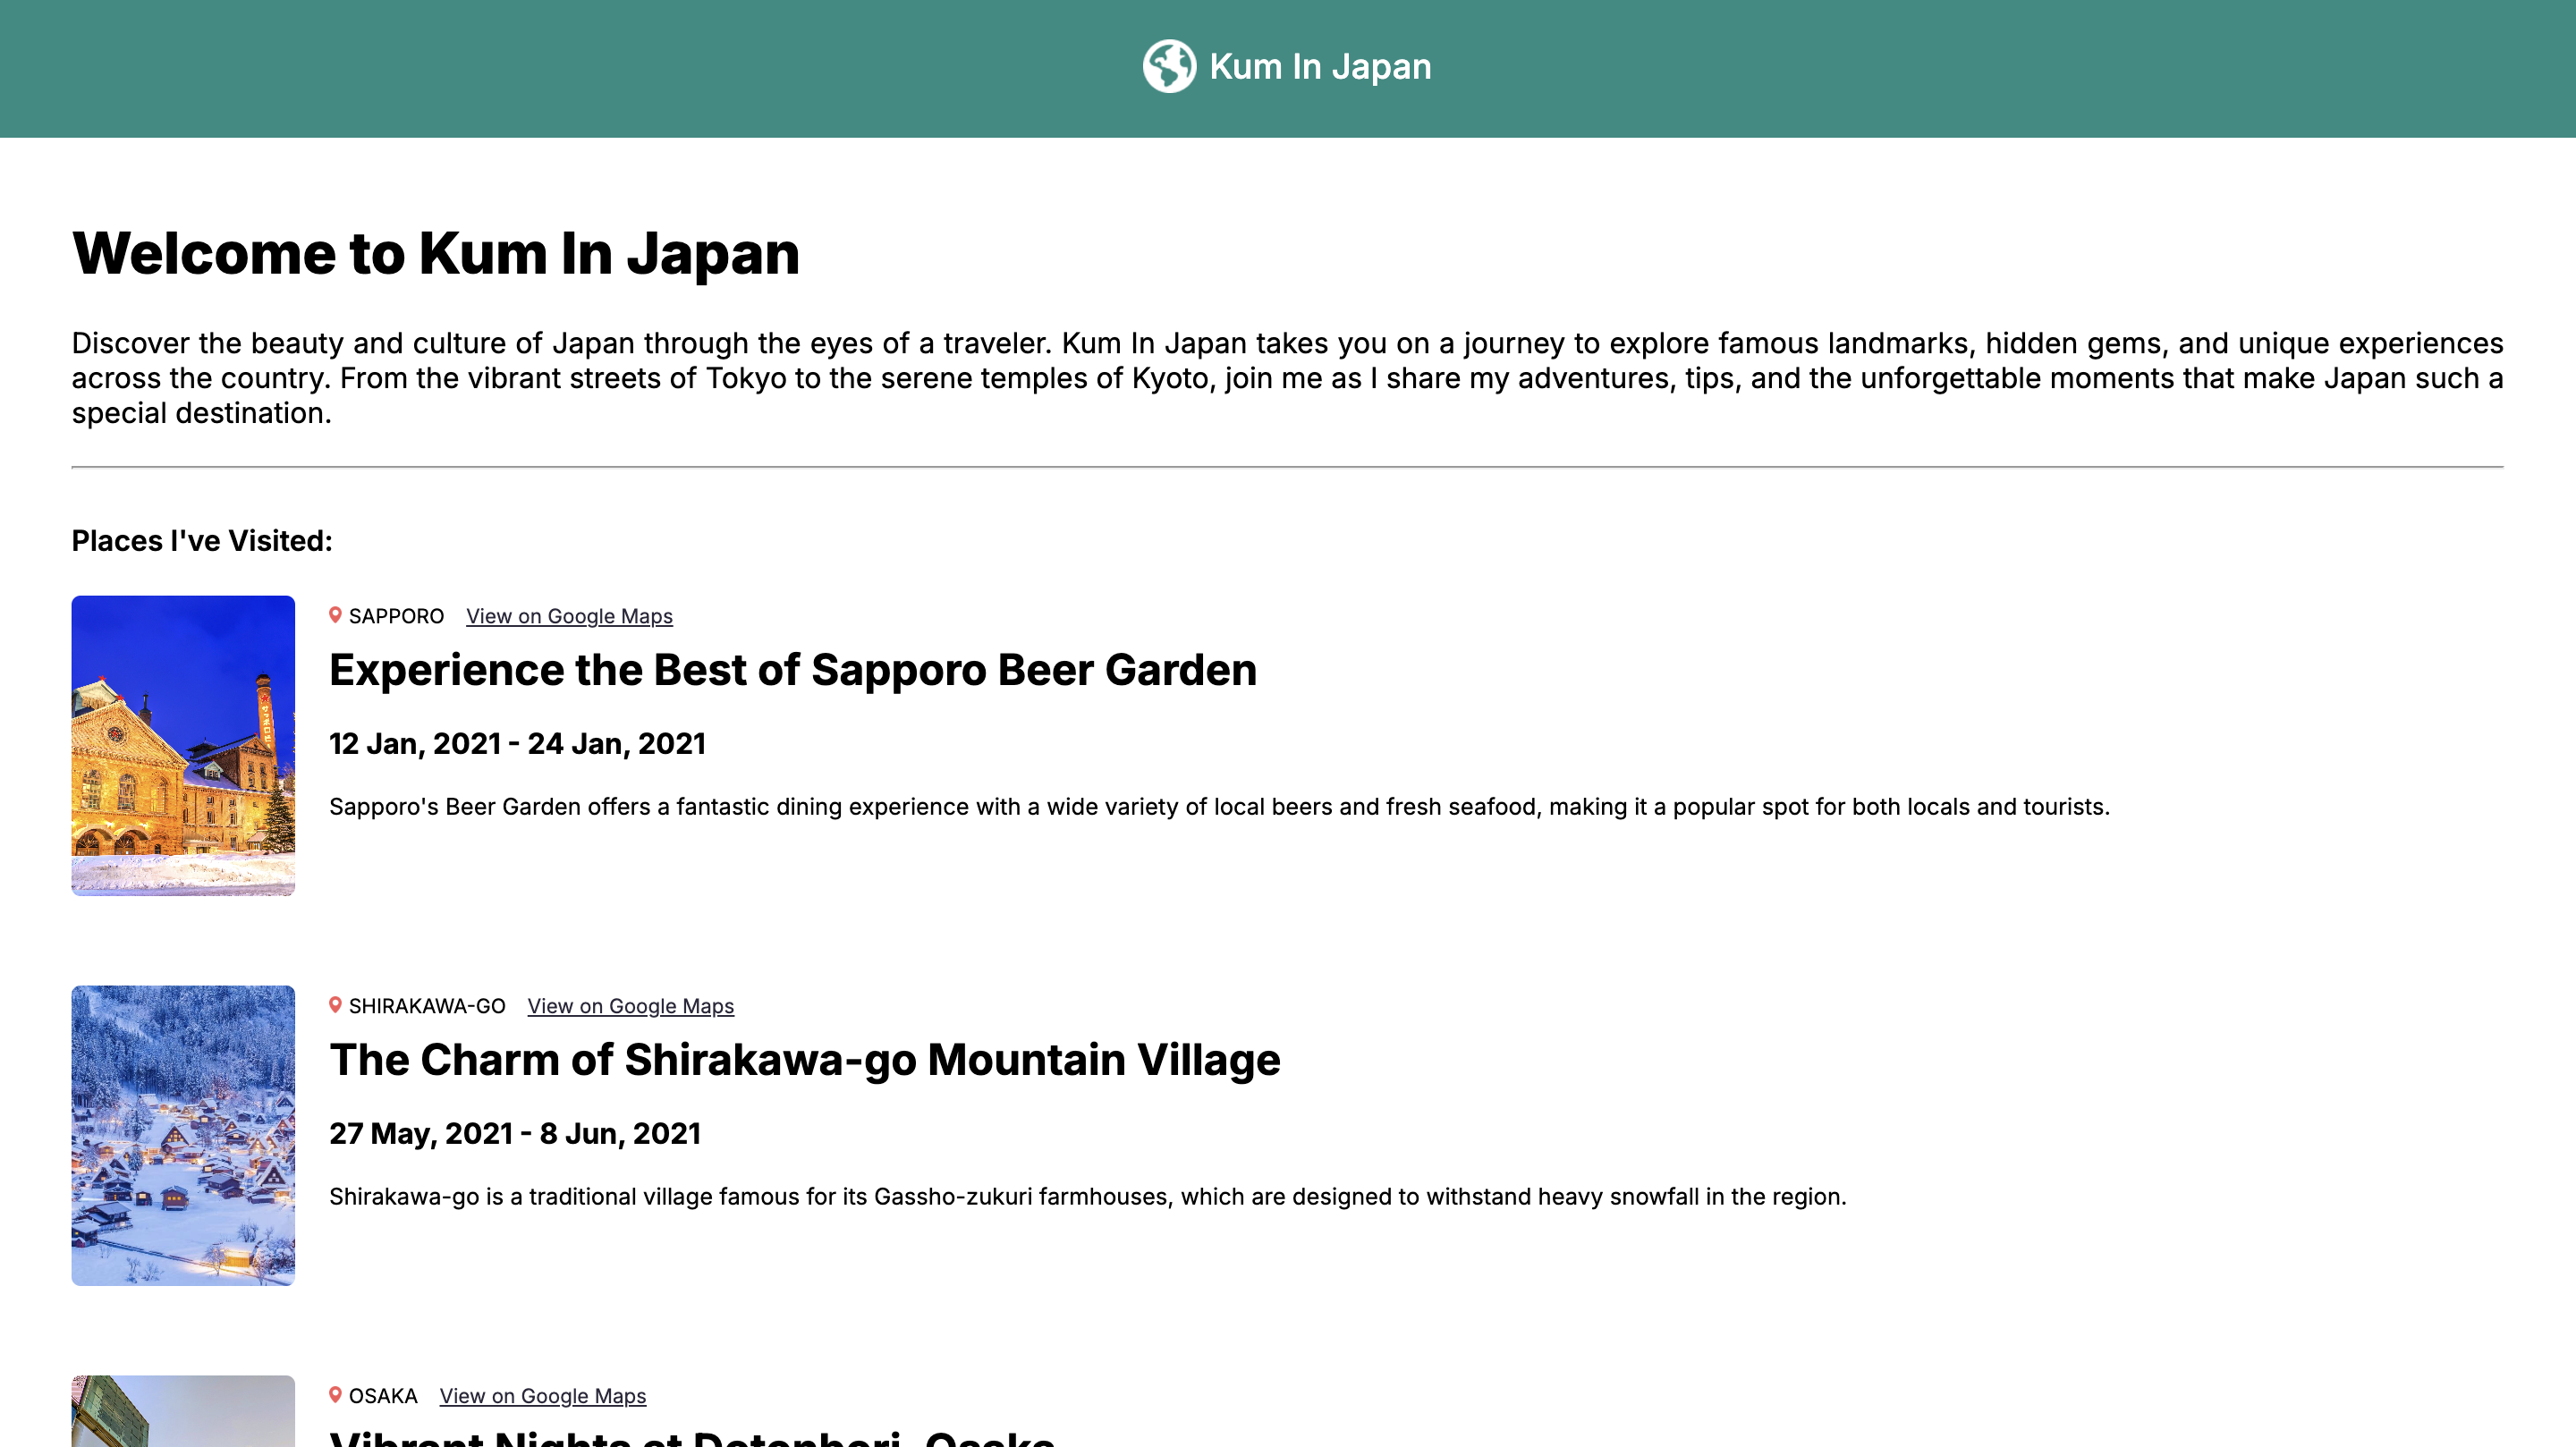 Kum In Japan
Welcome to Kum In Japan
Discover the beauty and culture of Japan through the eyes of a traveler. Kum In Japan takes you on a journey to explore famous landmarks, hidden gems, and unique experiences
across the country. From the vibrant streets of Tokyo to the serene temples of Kyoto, join me as I share my adventures, tips, and the unforgettable moments that make Japan such a
special destination.
Places I've Visited:
SAPPORO View on Google Maps
Experience the Best of Sapporo Beer Garden
12 Jan, 2021 - 24 Jan, 2021
Sapporo's Beer Garden offers a fantastic dining experience with a wide variety of local beers and fresh seafood, making it a popular spot for both locals and tourists.
SHIRAKAWA-GO View on Google Maps
The Charm of Shirakawa-go Mountain Village
27 May, 2021 - 8 Jun, 2021
Shirakawa-go is a traditional village famous for its Gassho-zukuri farmhouses, which are designed to withstand heavy snowfall in the region.
OSAKA View on Google Maps
Vibrant Nights at Dotonbori, Osaka